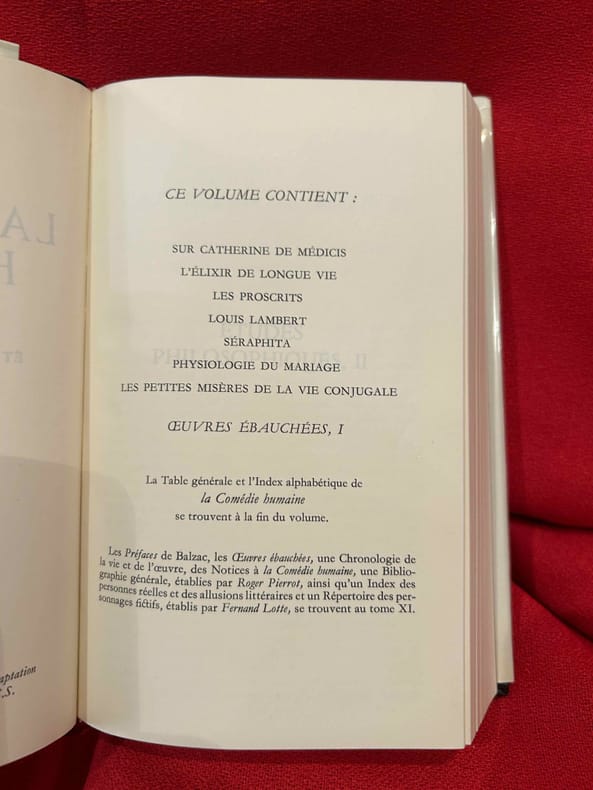 CE VOLUME CONTIENT :
SUR CATHERINE DE MÉDICIS
L'ÉLIXIR DE LONGUE VIE
LES PROSCRITS
LOUIS LAMBERT
SÉRAPHITA
PHYSIOLOGIE DU MARIAGE
LES PETITES MISÈRES DE LA VIE CONJUGALE
ŒUVRES ÉBAUCHÉES, I
La Table générale et l'Index alphabétique de
la Comédie humaine
se trouvent à la fin du volume.
Les Préfaces de Balzac, les Œuvres ébauchées, une Chronologie de
la vie et de l'œuvre, des Notices à la Comédie humaine, une Biblio-
graphie générale, établies par Roger Pierrot, ainsi qu'un Index des
personnes réelles et des allusions littéraires et un Répertoire des per-
sonnages fictifs, établis par Fernand Lotte, se trouvent au tome XI.
ÉTUDES
PHILOSOPHIQUES, II
LA